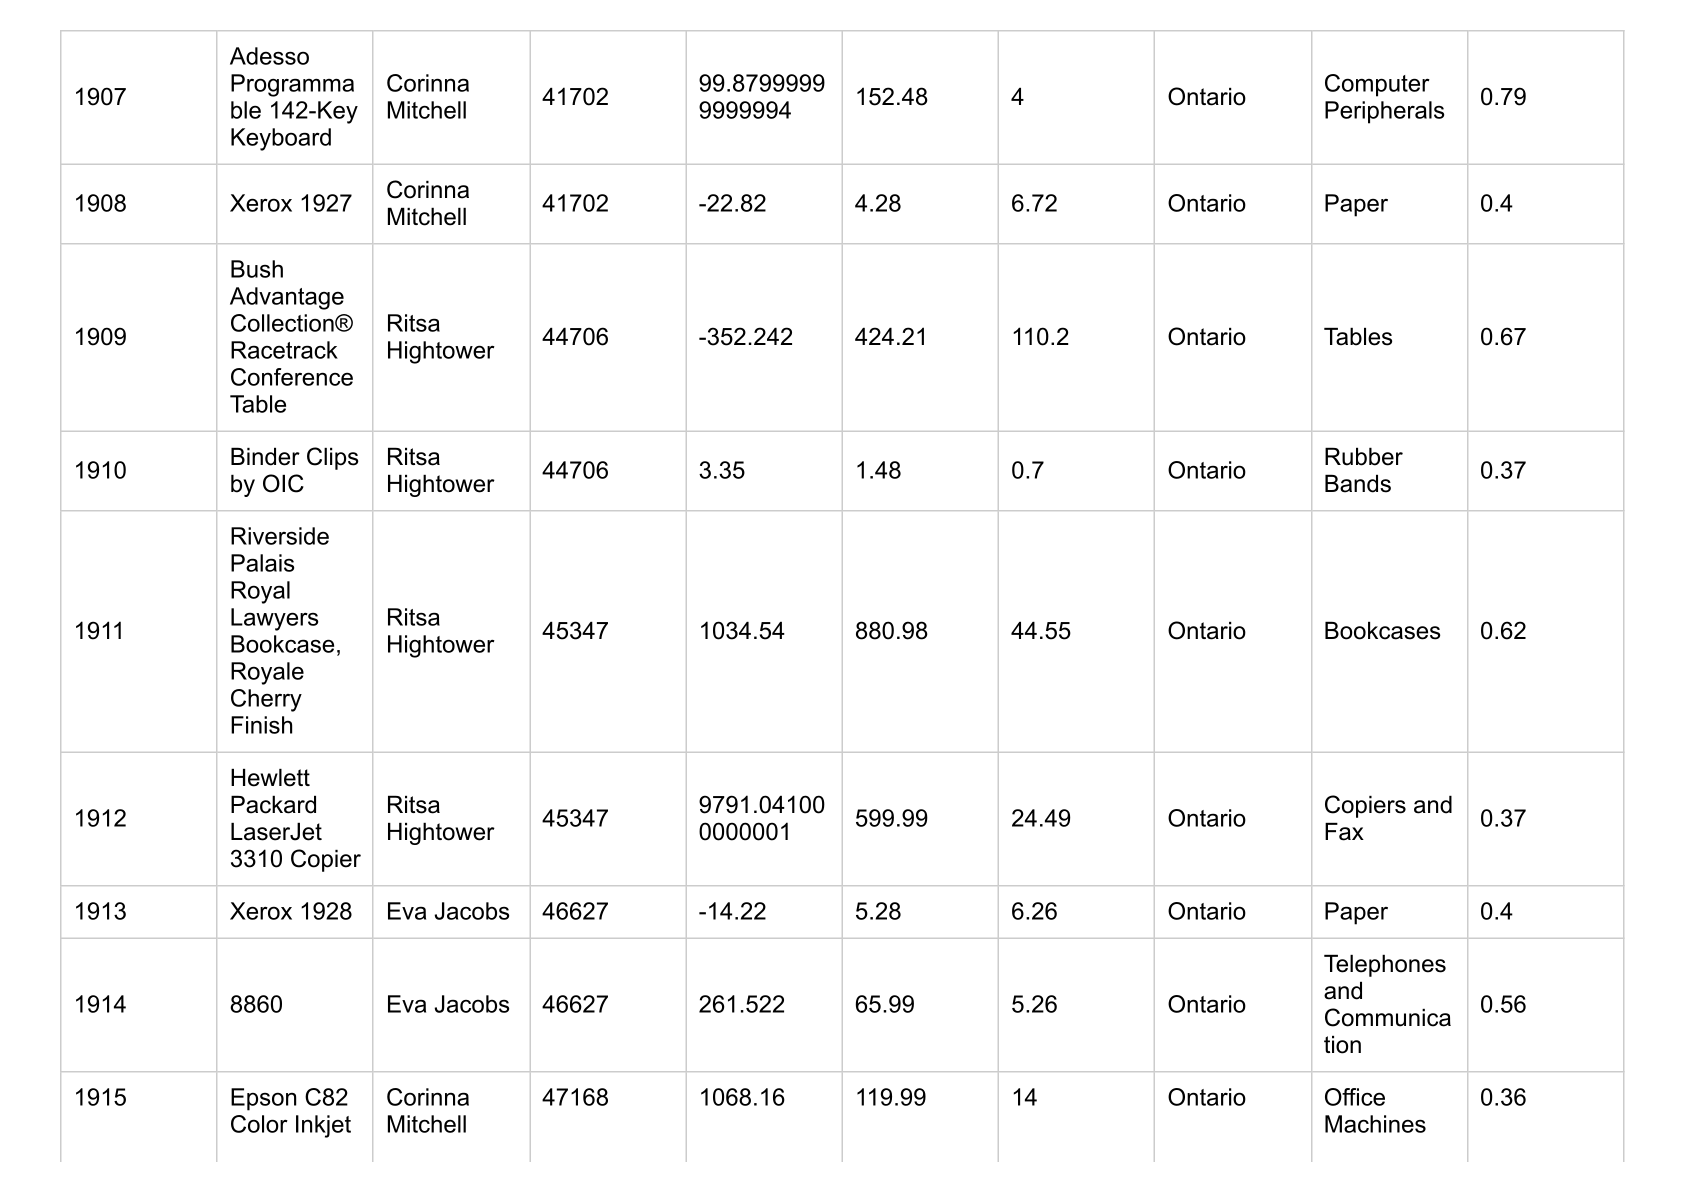 1907
Adesso
Programma
ble 142-Key
Keyboard
Corinna
Mitchell
41702
99.8799999
9999994
152.48
4
Ontario
Computer
Peripherals
0.79
1908
Xerox 1927
Corinna
Mitchell
41702
-22.82
4.28
6.72
Ontario
Paper
0.4
1909
Bush
Advantage
Collection®
Racetrack
Conference
Table
Ritsa
Hightower
44706
-352.242
424.21
110.2
Ontario
Tables
0.67
1910
Binder Clips
by OIC
Ritsa
Hightower
44706
3.35
1.48
0.7
Ontario
Rubber
Bands
0.37
1911
Riverside
Palais
Royal
Lawyers
Bookcase,
Royale
Cherry
Finish
Ritsa
Hightower
45347
1034.54
880.98
44.55
Ontario
Bookcases
0.62
1912
Hewlett
Packard
LaserJet
3310 Copier
Ritsa
Hightower
45347
9791.04100
0000001
599.99
24.49
Ontario
Copiers and
Fax
0.37
1913
Xerox 1928
Eva Jacobs
46627
-14.22
5.28
6.26
Ontario
Paper
0.4
1914
8860
Eva Jacobs
46627
261.522
65.99
5.26
Ontario
Telephones
and
Communica
tion
0.56
1915
Epson C82
Color Inkjet
Corinna
Mitchell
47168
1068.16
119.99
14
Ontario
Office
Machines
0.36